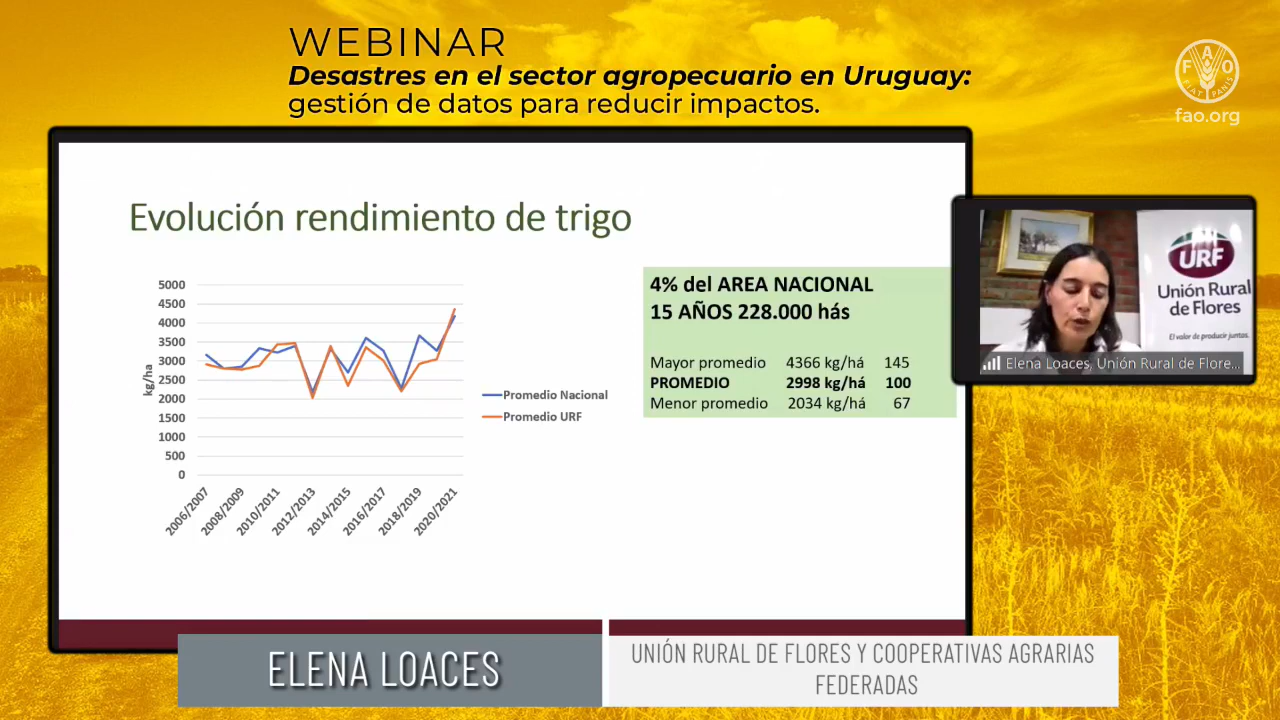 WEBINAR
Desastres en el sector agropecuario en Uruguay:
gestión de datos para reducir impactos.
FAO
FIAT PANIS
fao.org
Evolución rendimiento de trigo
5000
4500
4000
3500
3000
2500
2000
1500
1000
500
0
kg/ha
2006/2007
2008/2009
2010/2011
2012/2013
2014/2015
2016/2017
2018/2019
2020/2021
Promedio Nacional
Promedio URF
4% del AREA NACIONAL
15 AÑOS 228.000 hás
Mayor promedio 4366 kg/há 145
PROMEDIO 2998 kg/há 100
Menor promedio 2034 kg/há 67
URF
Unión Rural
de Flores
El valor de producir juntos.
Elena Loaces, Unión Rural de Flore...
ELENA LOACES
UNIÓN RURAL DE FLORES Y COOPERATIVAS AGRARIAS
FEDERADAS